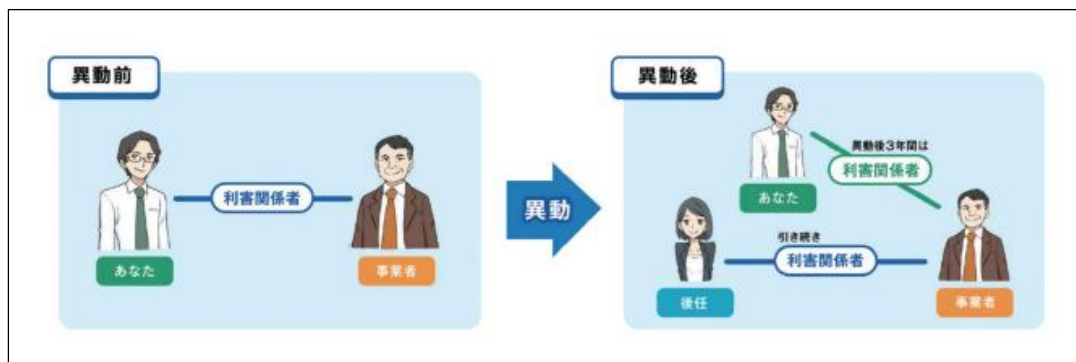 異動前
利害関係者
あなた
事業者
異動
異動後
異動後3年間は
利害関係者
あなた
引き続き
利害関係者
後任
事業者